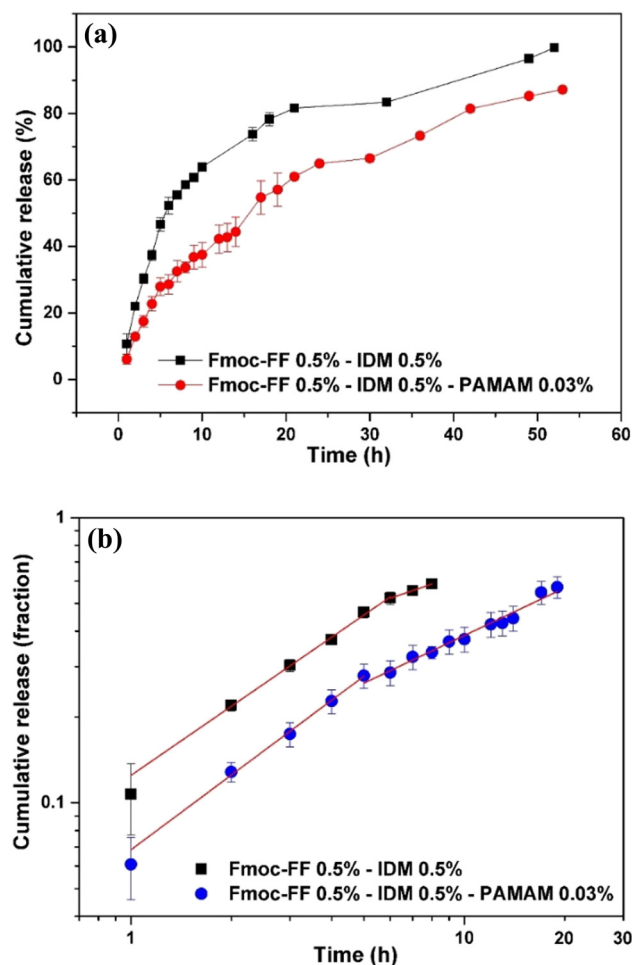 (a)
100
80
60
40
20
0
Cumulative release (%)
Fmoc-FF 0.5% - IDM 0.5%
Fmoc-FF 0.5% - IDM 0.5% - PAMAM 0.03%
0 10 20 30 40 50 60
Time (h)
(b)
1
0.1
Cumulative release (fraction)
Fmoc-FF 0.5% - IDM 0.5%
Fmoc-FF 0.5% - IDM 0.5% - PAMAM 0.03%
1 10 20 30
Time (h)